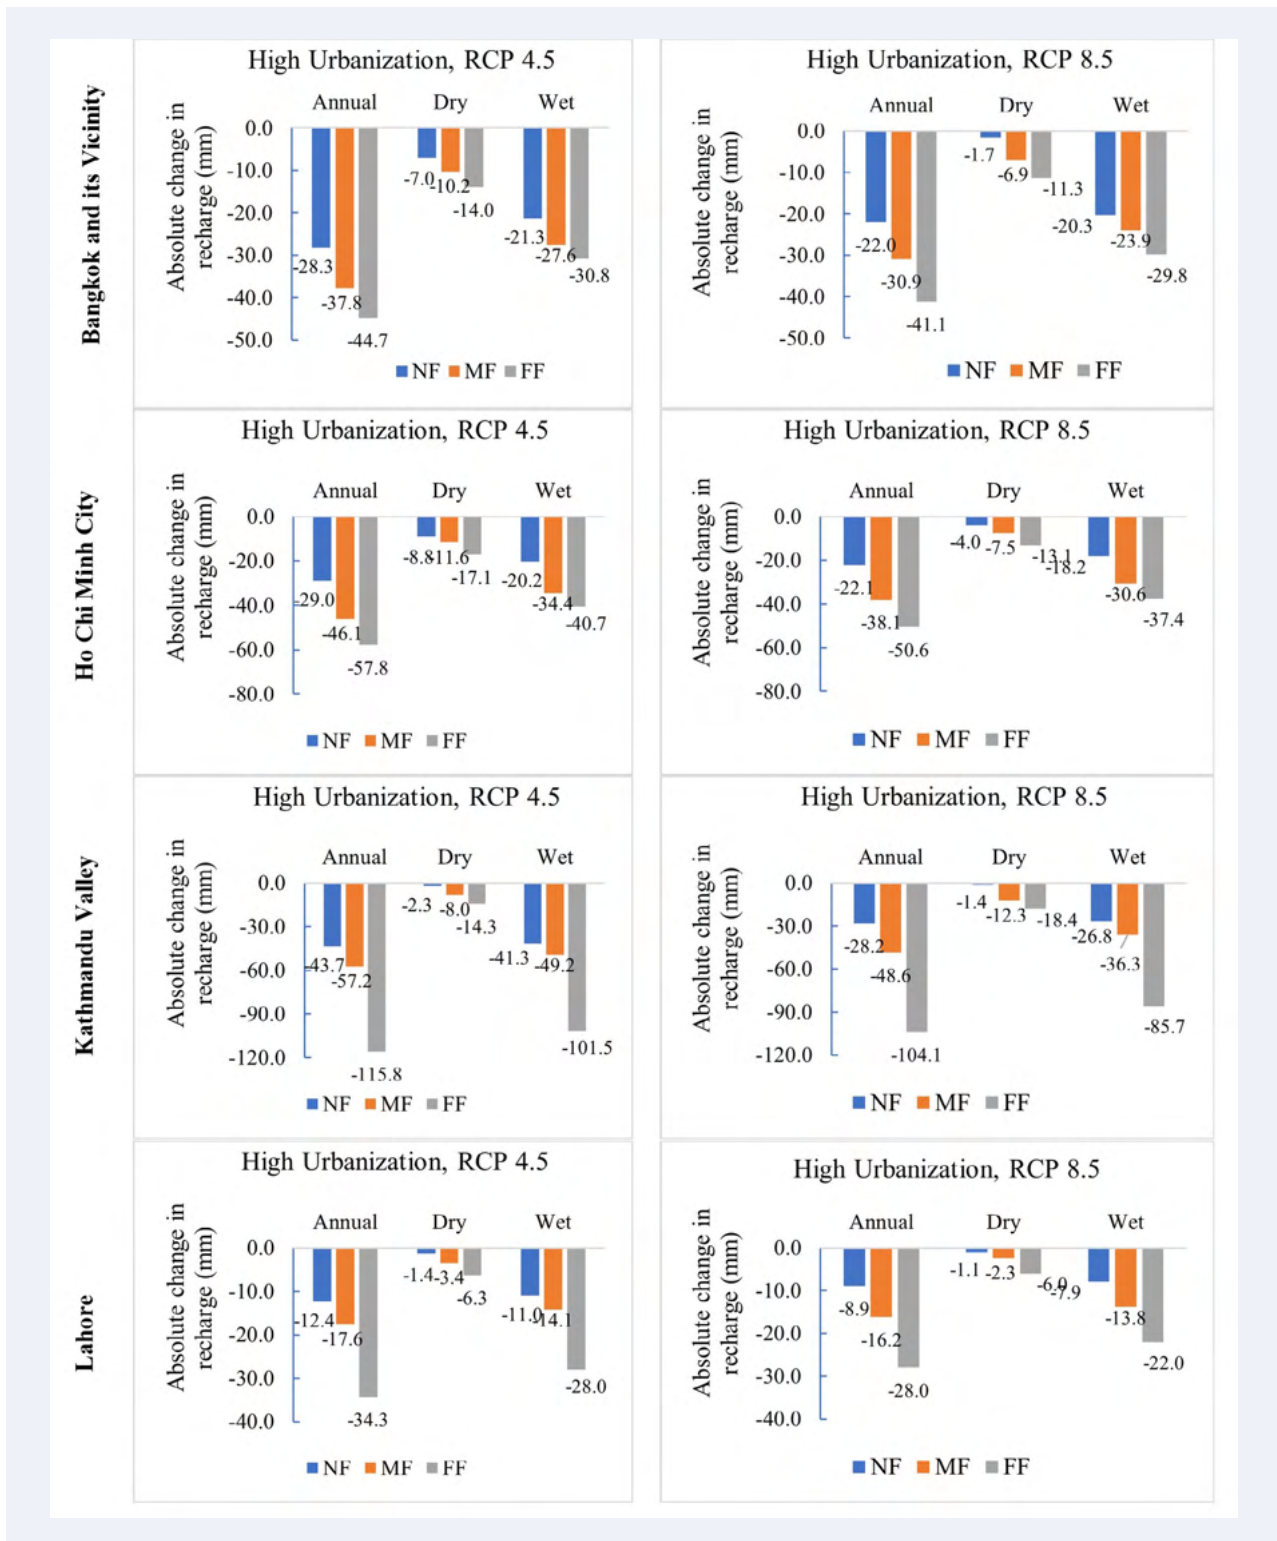 Bangkok and its Vicinity
High Urbanization, RCP 4.5
Absolute change in
recharge (mm)
Annual Dry Wet
0.0
-10.0
-20.0
-30.0
-40.0
-50.0
-28.3 -37.8 -44.7
-7.0 -10.2 -14.0
-21.3 -27.6 -30.8
NF MF FF
High Urbanization, RCP 8.5
Absolute change in
recharge (mm)
Annual Dry Wet
0.0
-10.0
-20.0
-30.0
-40.0
-50.0
-22.0 -30.9 -41.1
-1.7 -6.9 -11.3
-20.3 -23.9 -29.8
NF MF FF
Ho Chi Minh City
High Urbanization, RCP 4.5
Absolute change in
recharge (mm)
Annual Dry Wet
0.0
-20.0
-40.0
-60.0
-80.0
-29.0 -46.1 -57.8
-8.8 -11.6 -17.1
-20.2 -34.4 -40.7
NF MF FF
High Urbanization, RCP 8.5
Absolute change in
recharge (mm)
Annual Dry Wet
0.0
-20.0
-40.0
-60.0
-80.0
-22.1 -38.1 -50.6
-4.0 -7.5 -13.1
-18.2 -30.6 -37.4
NF MF FF
Kathmandu Valley
High Urbanization, RCP 4.5
Absolute change in
recharge (mm)
Annual Dry Wet
0.0
-30.0
-60.0
-90.0
-120.0
-43.7 -57.2 -115.8
-2.3 -8.0 -14.3
-41.3 -49.2 -101.5
NF MF FF
High Urbanization, RCP 8.5
Absolute change in
recharge (mm)
Annual Dry Wet
0.0
-30.0
-60.0
-90.0
-120.0
-28.2 -48.6 -104.1
-1.4 -12.3 -18.4
-26.8 -36.3 -85.7
NF MF FF
Lahore
High Urbanization, RCP 4.5
Absolute change in
recharge (mm)
Annual Dry Wet
0.0
-10.0
-20.0
-30.0
-40.0
-12.4 -17.6 -34.3
-1.4 -3.4 -6.3
-11.0 -14.1 -28.0
NF MF FF
High Urbanization, RCP 8.5
Absolute change in
recharge (mm)
Annual Dry Wet
0.0
-10.0
-20.0
-30.0
-40.0
-8.9 -16.2 -28.0
-1.1 -2.3 -6.0
-7.9 -13.8 -22.0
NF MF FF